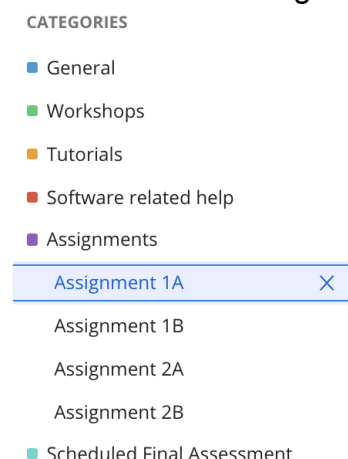 CATEGORIES
General
Workshops
Tutorials
Software related help
Assignments
Assignment 1A
Assignment 1B
Assignment 2A
Assignment 2B
Scheduled Final Assessment